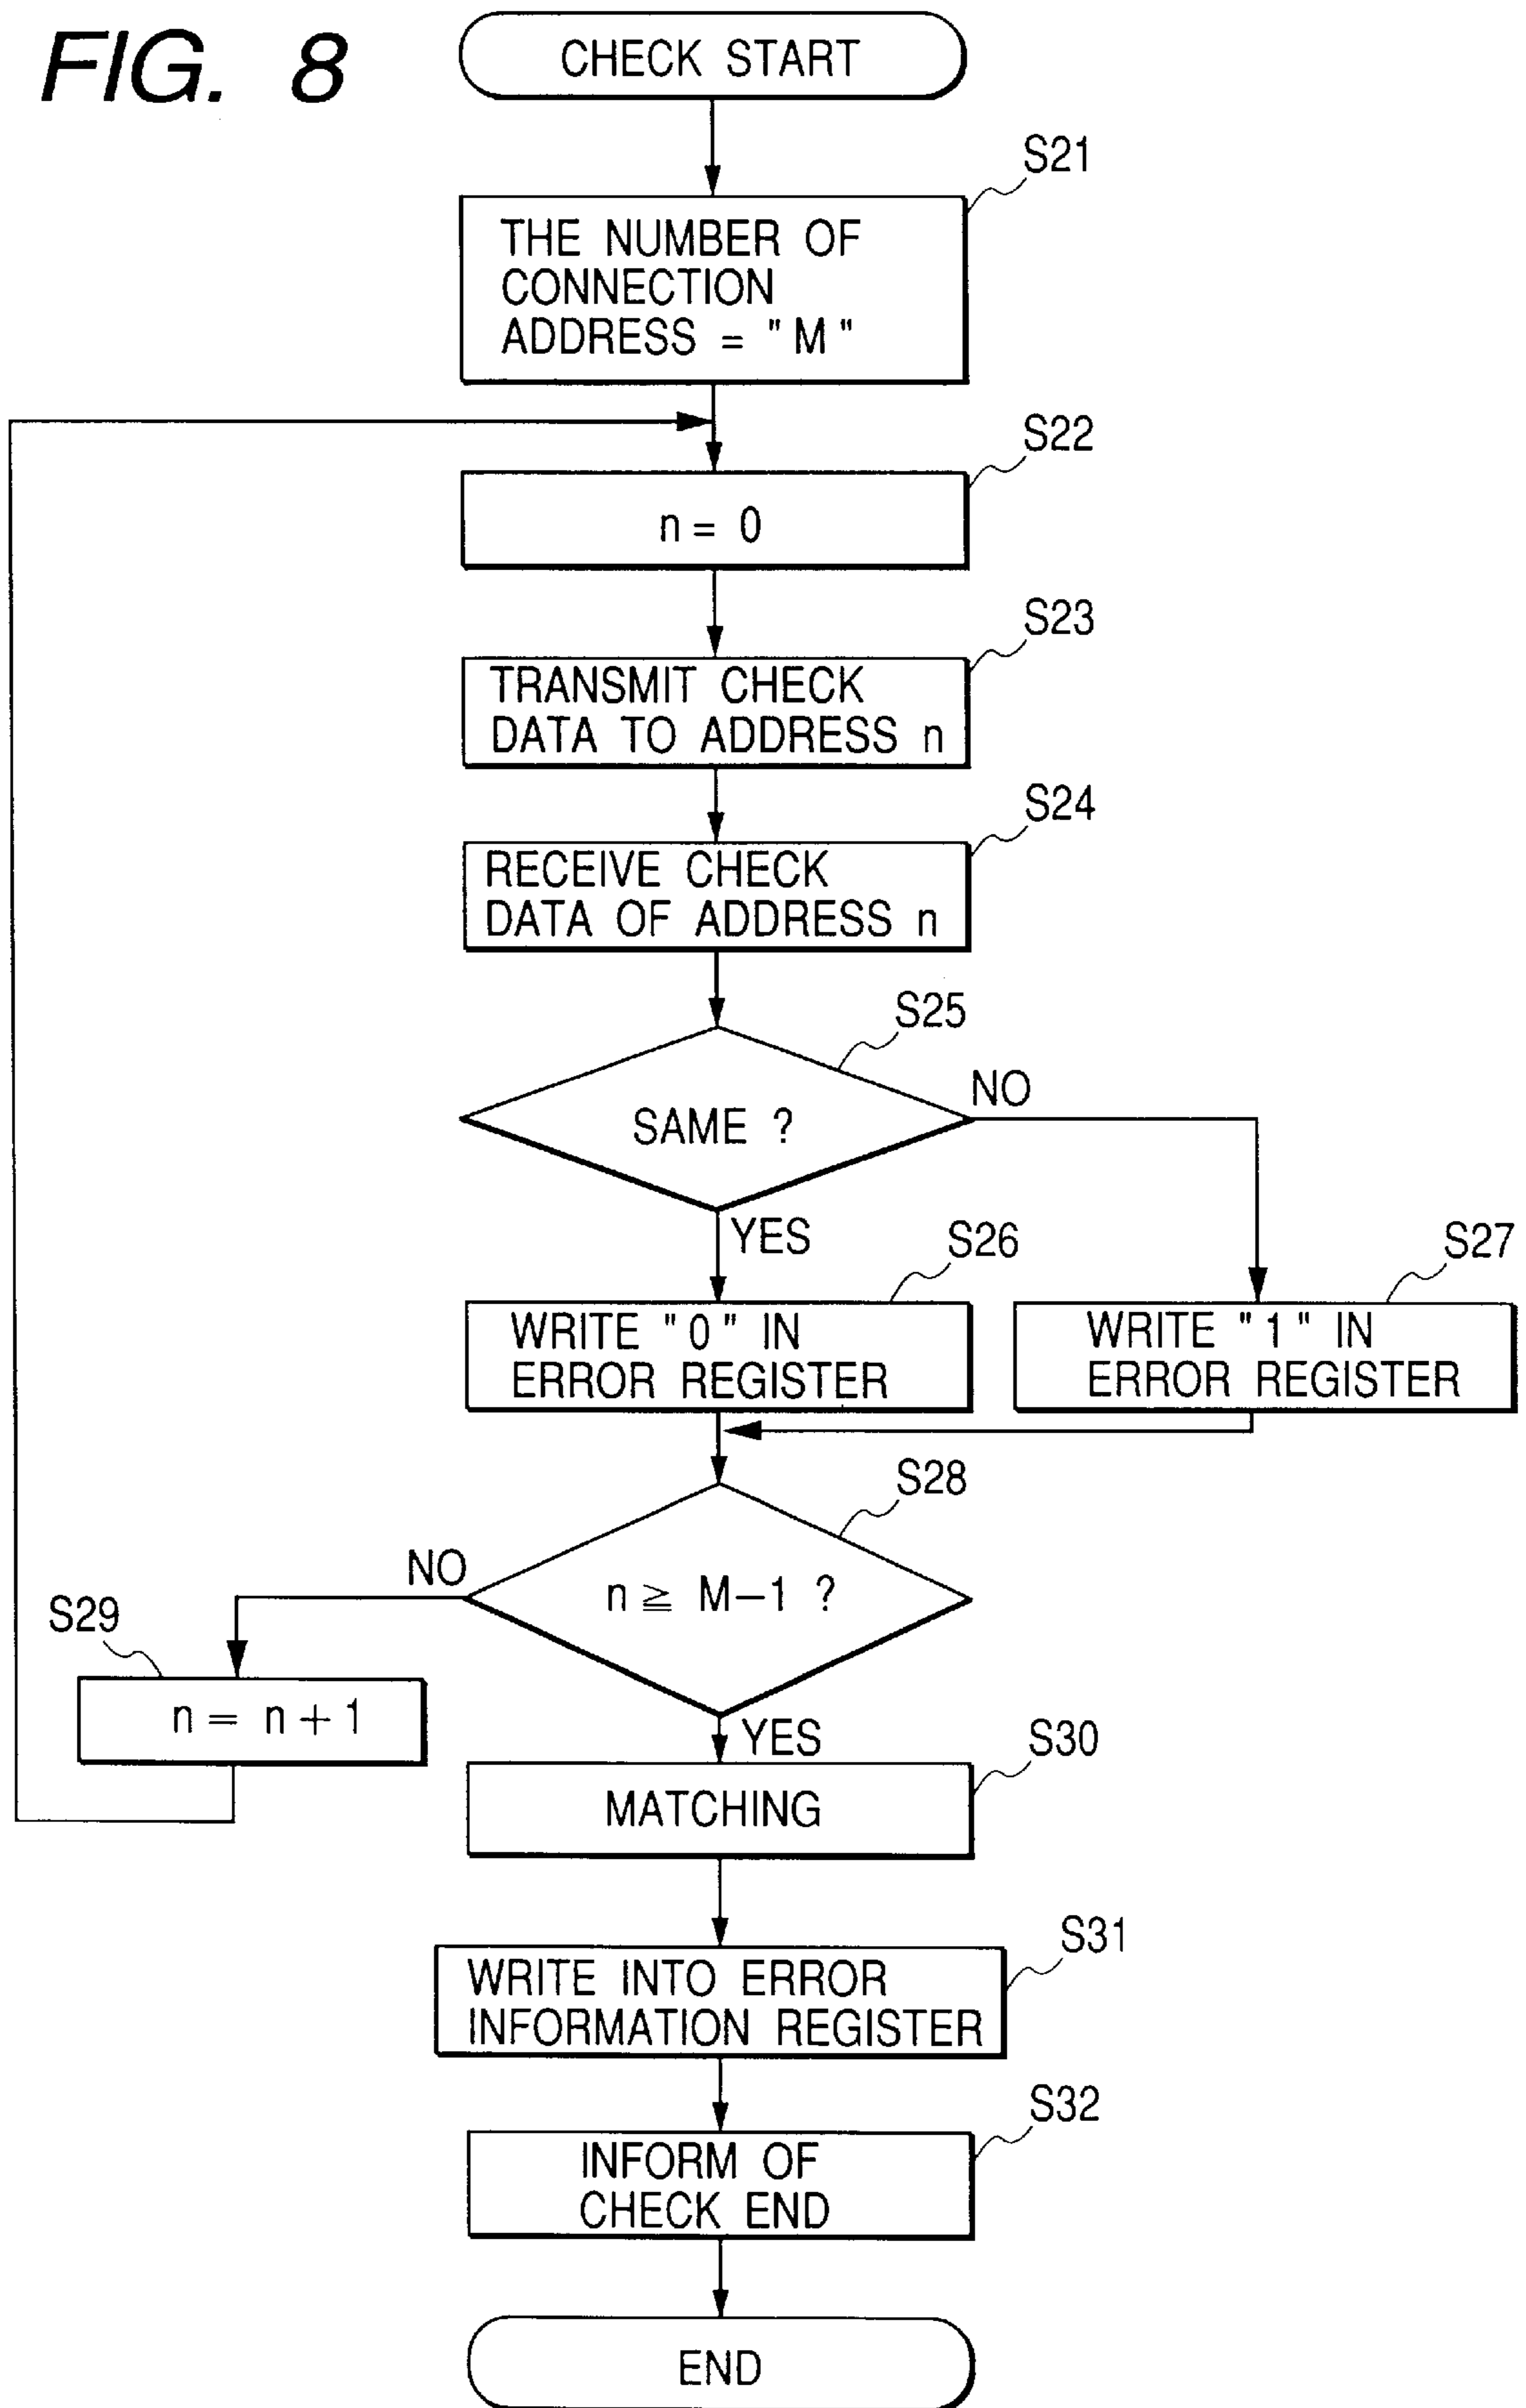 FIG. 8
CHECK START
S21
THE NUMBER OF
CONNECTION
ADDRESS = "M"
S22
n = 0
S23
TRANSMIT CHECK
DATA TO ADDRESS n
S24
RECEIVE CHECK
DATA OF ADDRESS n
S25
SAME ?
NO
YES
S26
WRITE "0" IN
ERROR REGISTER
S27
WRITE "1" IN
ERROR REGISTER
S28
n ≧ M-1 ?
NO
S29
n = n+1
YES
S30
MATCHING
S31
WRITE INTO ERROR
INFORMATION REGISTER
S32
INFORM OF
CHECK END
END